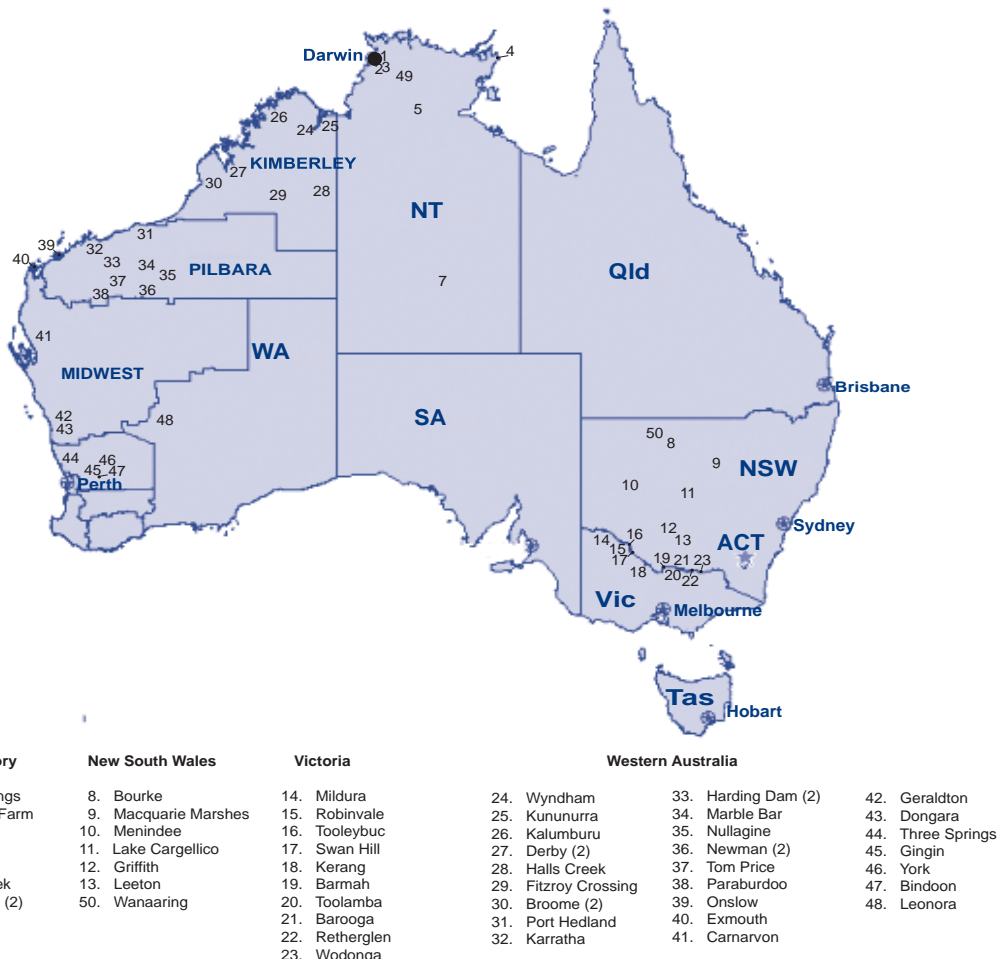 Darwin
1
2
3
4
49
5
26
24
25
KIMBERLEY
27
30
29
28
NT
39
31
32
40
33
34
35
PILBARA
37
36
38
7
Qld
41
WA
MIDWEST
Brisbane
42
43
48
SA
50
8
44
46
45
47
9
NSW
Perth
10
11
Sydney
12
16
14
13
ACT
15
17
19
21
23
18
20
22
Vic
Melbourne
Tas
Hobart
ory
ngs
Farm
ek
(2)
New South Wales
8. Bourke
9. Macquarie Marshes
10. Menindee
11. Lake Cargellico
12. Griffith
13. Leeton
50. Wanaaring
Victoria
14. Mildura
15. Robinvale
16. Tooleybuc
17. Swan Hill
18. Kerang
19. Barmah
20. Toolamba
21. Barooga
22. Retherglen
23. Wodonga
Western Australia
24. Wyndham
25. Kununurra
26. Kalumburu
27. Derby (2)
28. Halls Creek
29. Fitzroy Crossing
30. Broome (2)
31. Port Hedland
32. Karratha
33. Harding Dam (2)
34. Marble Bar
35. Nullagine
36. Newman (2)
37. Tom Price
38. Paraburdoo
39. Onslow
40. Exmouth
41. Carnarvon
42. Geraldton
43. Dongara
44. Three Springs
45. Gingin
46. York
47. Bindoon
48. Leonora